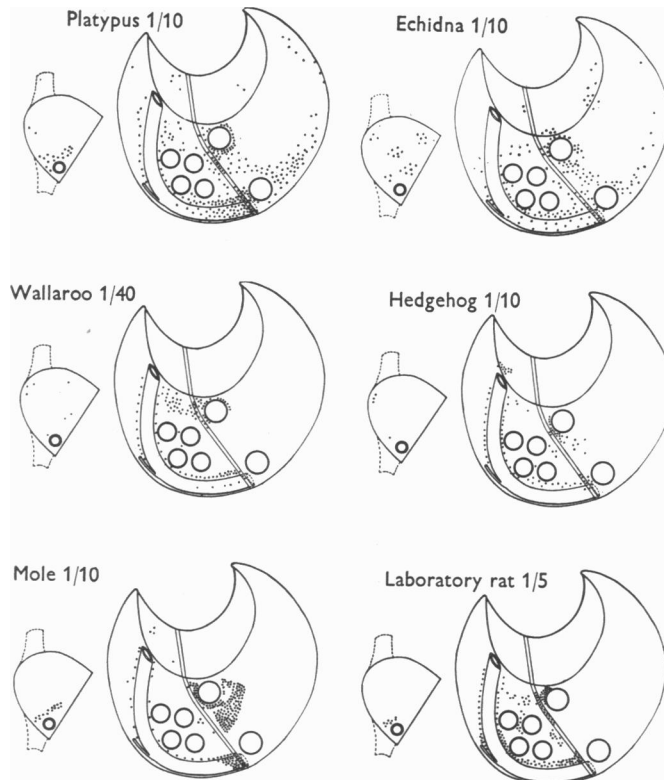 Platypus 1/10
Echidna 1/10
Wallaroo 1/40
Hedgehog 1/10
Mole 1/10
Laboratory rat 1/5